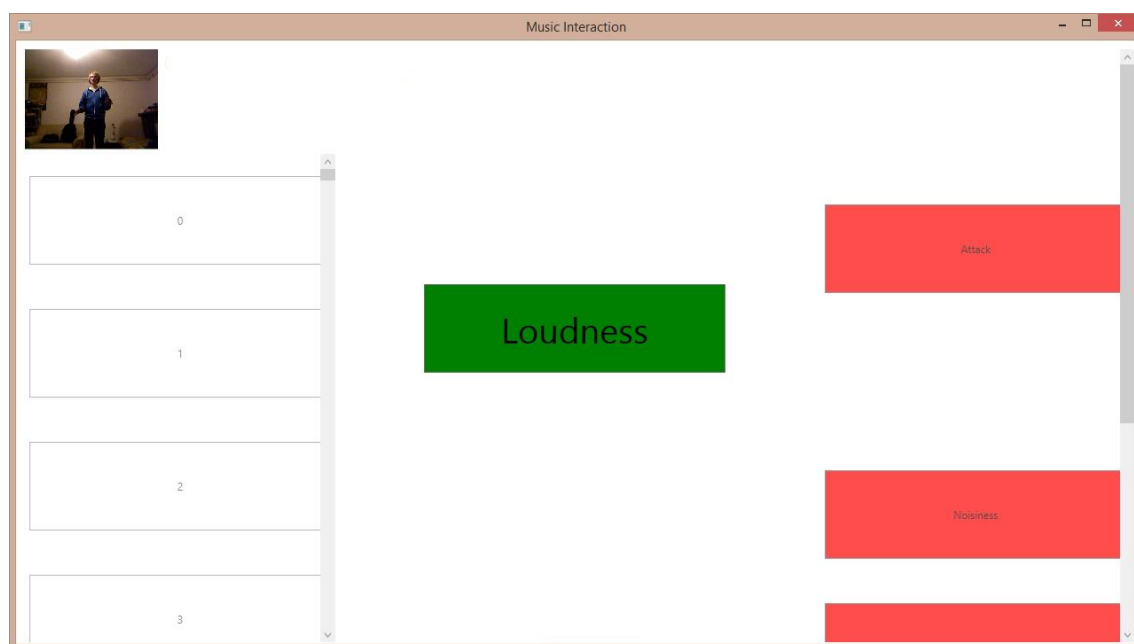 Music Interaction
0
Attack
Loudness
1
2
Noisiness
3